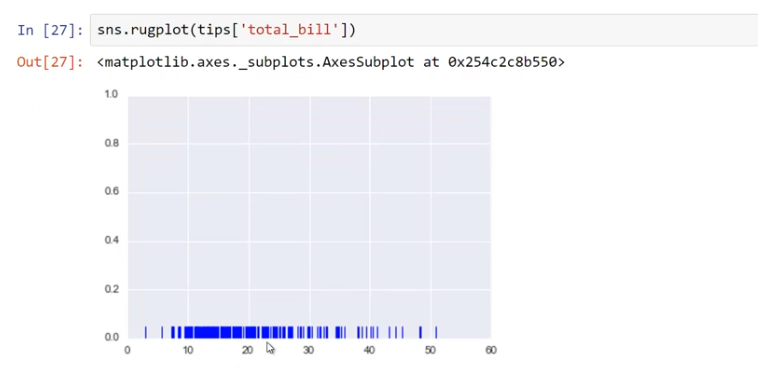 In [27]: sns.rugplot(tips['total_bill'])
Out[27]: <matplotlib.axes._subplots.AxesSubplot at 0x254c2c8b550>
1.0
0.8
0.6
0.4
0.2
0.0
0 10 20 30 40 50 60